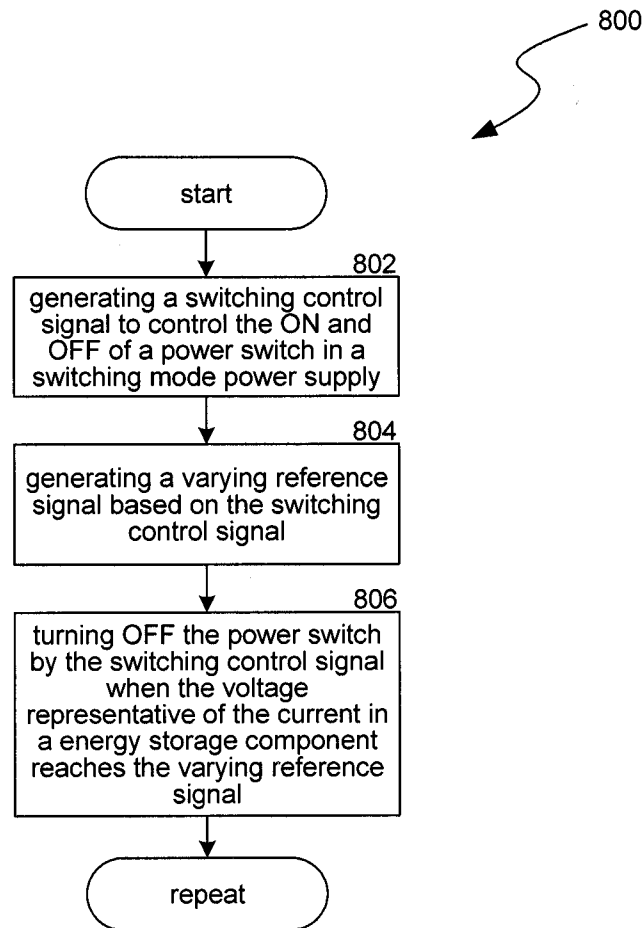 800
start
802
generating a switching control
signal to control the ON and
OFF of a power switch in a
switching mode power supply
804
generating a varying reference
signal based on the switching
control signal
806
turning OFF the power switch
by the switching control signal
when the voltage
representative of the current in
a energy storage component
reaches the varying reference
signal
repeat